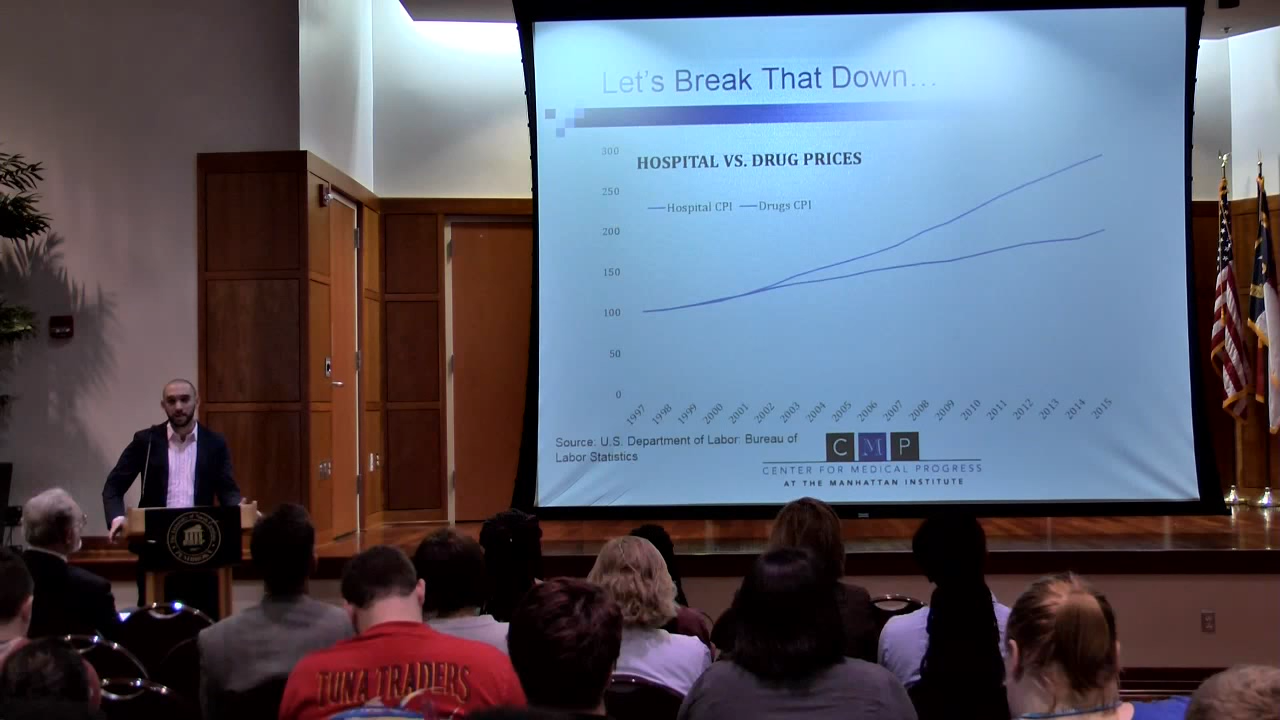 Let's Break That Down...
HOSPITAL VS. DRUG PRICES
Hospital CPI Drugs CPI
300
250
200
150
100
50
0
1997 1998 1999 2000 2001 2002 2003 2004 2005 2006 2007 2008 2009 2010 2011 2012 2013 2014 2015
Source: U.S. Department of Labor: Bureau of
Labor Statistics
CMP
CENTER FOR MEDICAL PROGRESS
AT THE MANHATTAN INSTITUTE
TUNA TRADERS